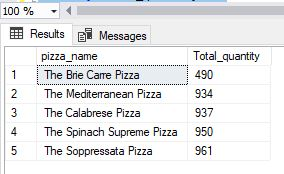 100 %
Results Messages
pizza_name Total_quantity
1 The Brie Carre Pizza 490
2 The Mediterranean Pizza 934
3 The Calabrese Pizza 937
4 The Spinach Supreme Pizza 950
5 The Soppressata Pizza 961